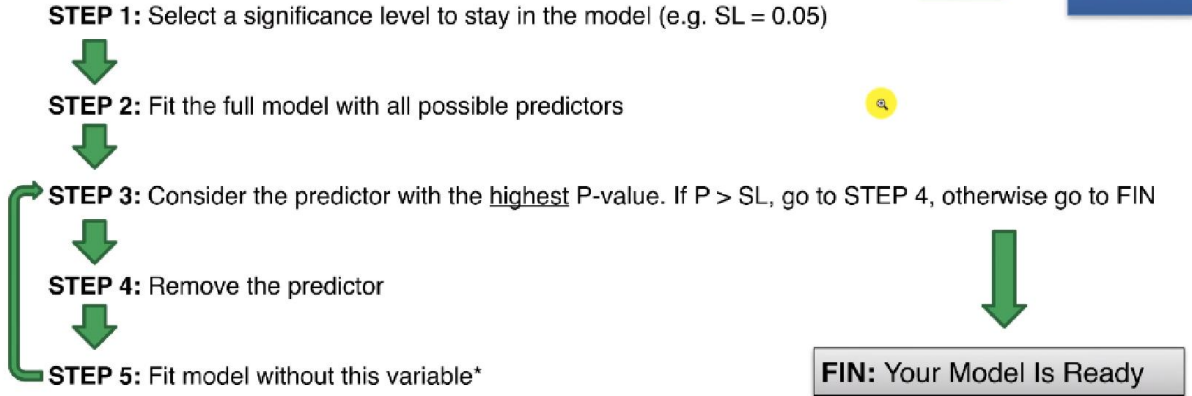 STEP 1: Select a significance level to stay in the model (e.g. SL = 0.05)
STEP 2: Fit the full model with all possible predictors
STEP 3: Consider the predictor with the highest P-value. If P > SL, go to STEP 4, otherwise go to FIN
STEP 4: Remove the predictor
STEP 5: Fit model without this variable*
FIN: Your Model Is Ready